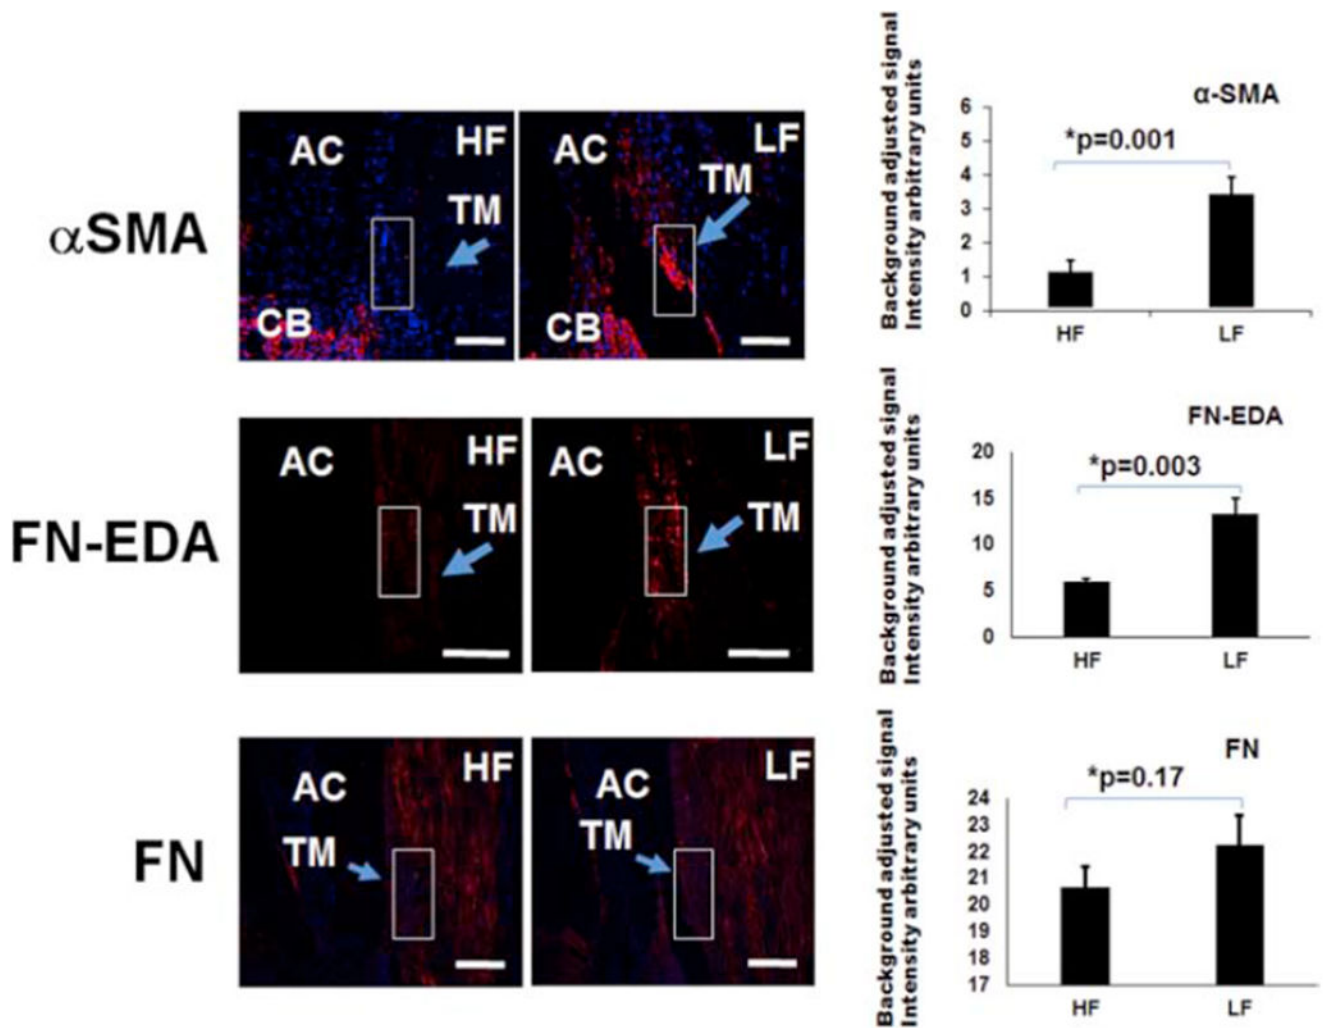 αSMA
AC
HF
TM
CB
AC
LF
TM
CB
Background adjusted signal
Intensity arbitrary units
α-SMA
*p=0.001
6
5
4
3
2
1
0
HF
LF
FN-EDA
AC
HF
TM
AC
LF
TM
Background adjusted signal
Intensity arbitrary units
FN-EDA
*p=0.003
20
15
10
5
0
HF
LF
FN
AC
HF
TM
AC
LF
TM
Background adjusted signal
Intensity arbitrary units
FN
*p=0.17
24
23
22
21
20
19
18
17
HF
LF